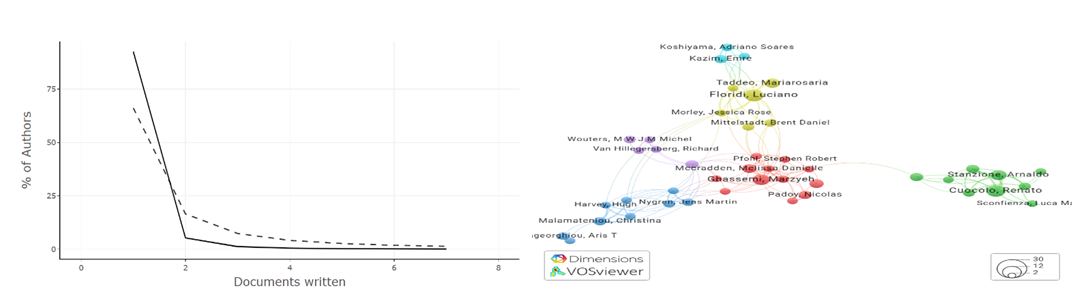 % of Authors
75
50
25
0
0
2
4
6
8
Documents written
Koshiyama, Adriano Soares
Kazim, Emre
Taddeo, Mariarosaria
Floridi, Luciano
Morley, Jessica Rose
Mittelstadt, Brent Daniel
Wouters, M W J M Michel
Van Hillegersberg, Richard
Pfohl, Stephen Robert
Mccradden, Melissa Danielle
Ghassemi, Marzyeh
Padoy, Nicolas
Stanzione, Arnaldo
Cuocolo, Renato
Sconfienza, Luca Ma
Harvey, Hugh
Nygren, Jens Martin
Malamateniou, Christina
georghiou, Aris T
Dimensions
VOSviewer
30
12
2